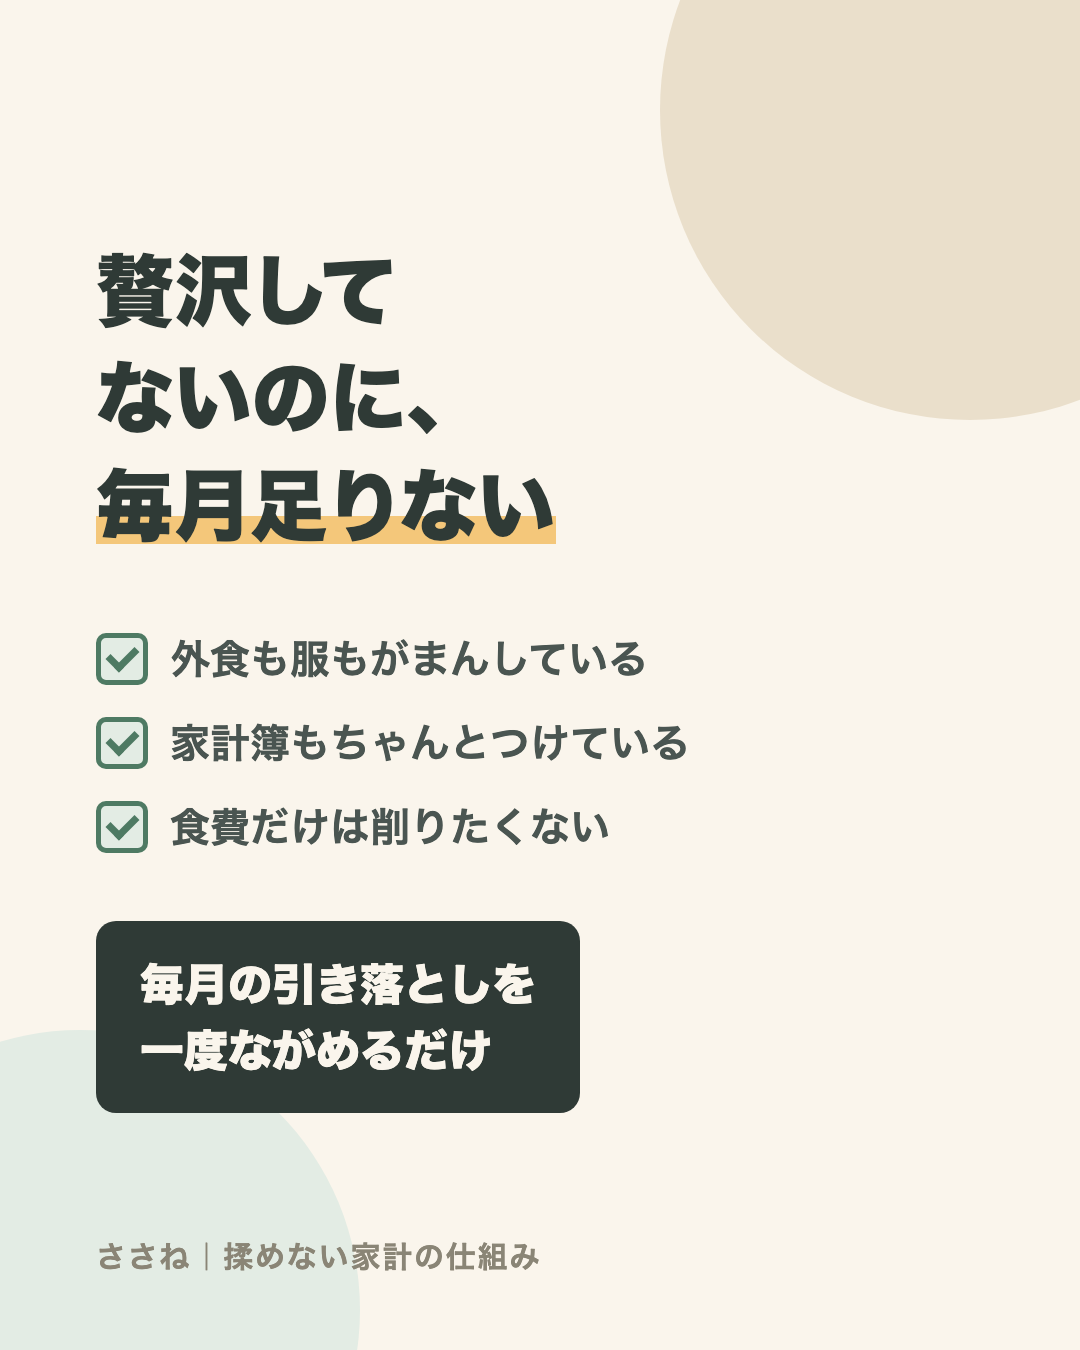 贅沢して
ないのに、
毎月足りない
外食も服もがまんしている
家計簿もちゃんとつけている
食費だけは削りたくない
毎月の引き落としを
一度ながめるだけ
ささね｜揉めない家計の仕組み